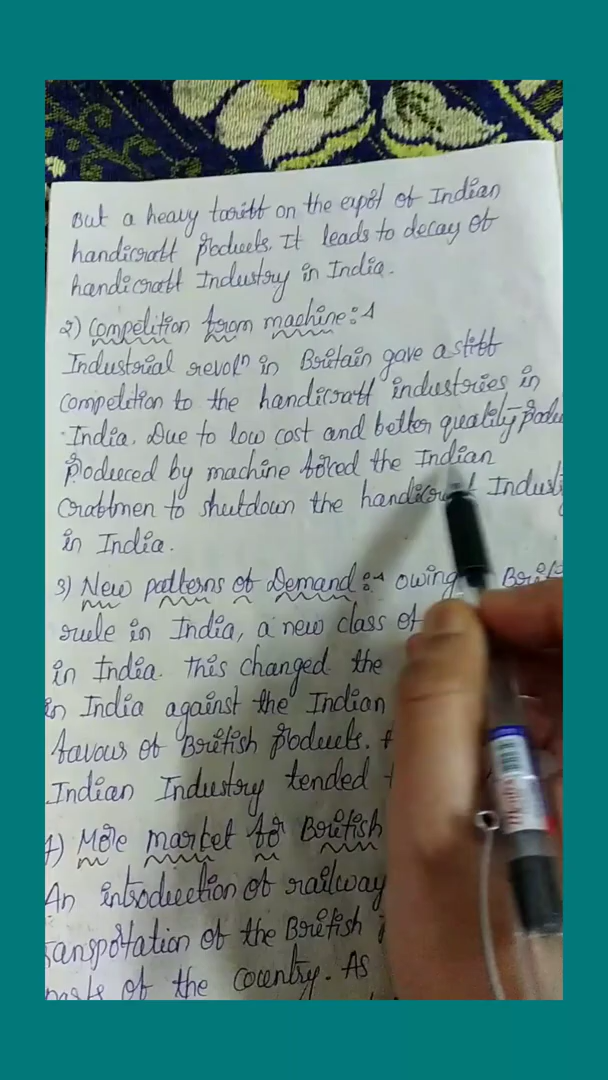 But a heavy tariff on the expot of Indian
handicraft Products. It leads to decay of
handicraft Industry in India.
2) Competition from machine:-
Industrial revolⁿ in Britain gave a stiff
competition to the handicraft industries in
India. Due to low cost and better quality
Produced by machine forced the Indian
Craftmen to shutdown the handicraft
in India.
3) New patterns of Demand :- owing
rule in India, a new class of
in India. This changed the
in India against the Indian
favour of British Products.
Indian Industry tended
4) More market for British
An introduction of railway
transportation of the British
parts of the country. As